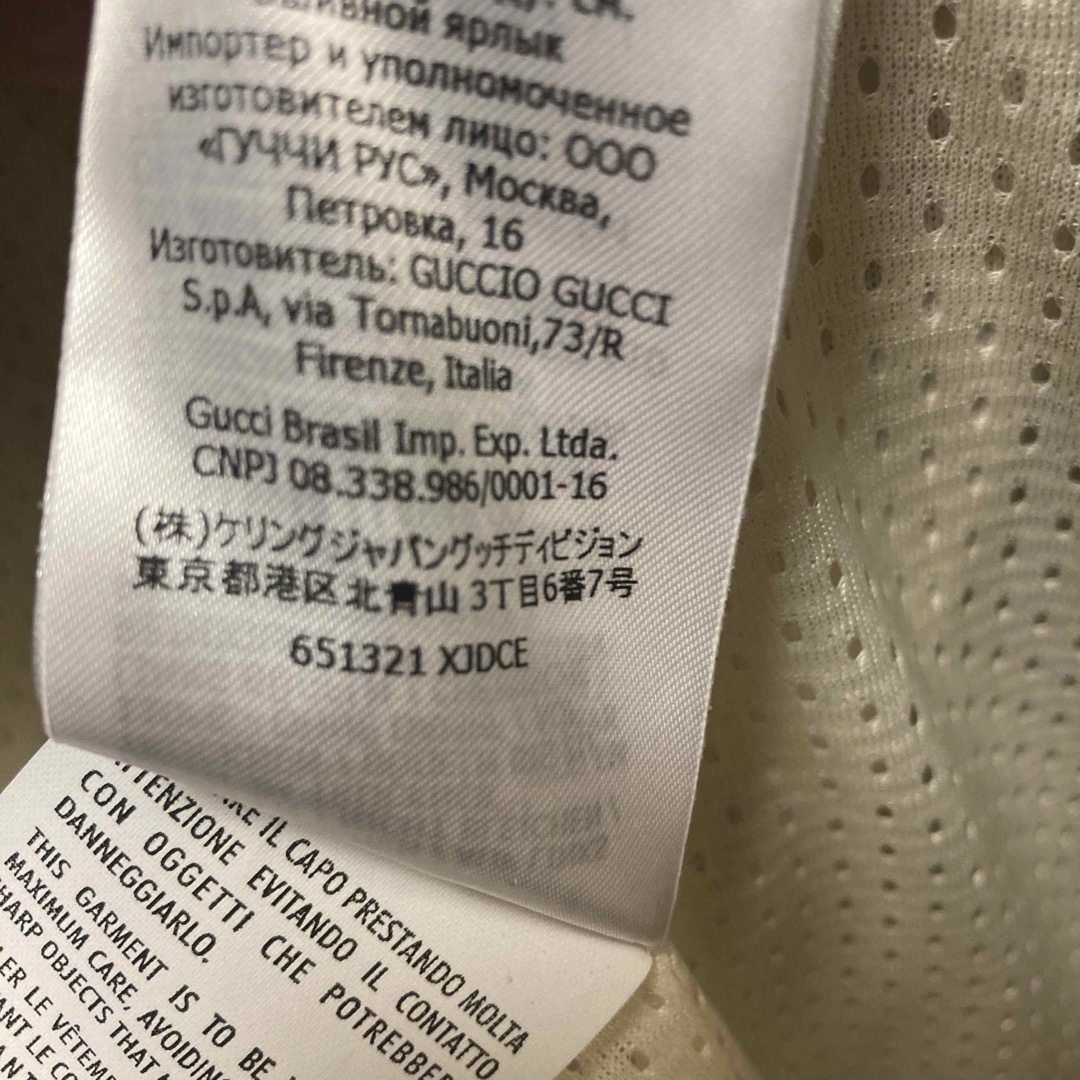 ярлык
Импортер и уполномоченное
изготовителем лицо: ООО
«ГУЧЧИ РУС», Москва,
Петровка, 16
Изготовитель: GUCCIO GUCCI
S.p.A, via Tornabuoni,73/R
Firenze, Italia
Gucci Brasil Imp. Exp. Ltda.
CNPJ 08.338.986/0001-16
(株)ケリングジャパングッチディビジョン
東京都港区北青山 3丁目6番7号
651321 XJDCE
IL CAPO PRESTANDO MOLTA
ATTENZIONE EVITANDO IL CONTATTO
CON OGGETTI CHE POTREBBER
DANNEGGIARLO.
THIS GARMENT IS TO BE
MAXIMUM CARE, AVOIDING
SHARP OBJECTS THAT
LE VÊTEM